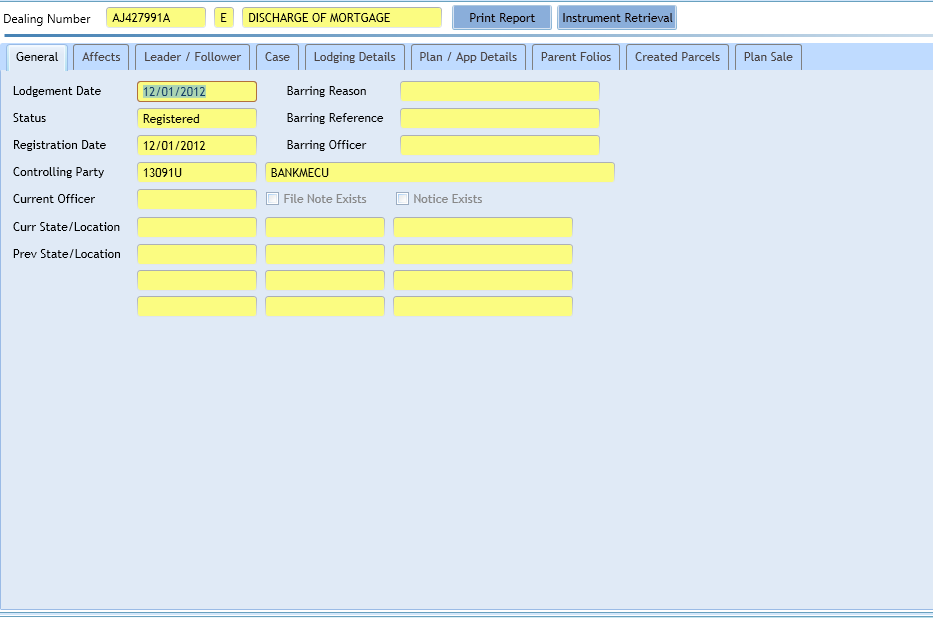 Dealing Number AJ427991A E DISCHARGE OF MORTGAGE Print Report Instrument Retrieval
General Affects Leader / Follower Case Lodging Details Plan / App Details Parent Folios Created Parcels Plan Sale
Lodgement Date 12/01/2012 Barring Reason
Status Registered Barring Reference
Registration Date 12/01/2012 Barring Officer
Controlling Party 13091U BANKMECU
Current Officer File Note Exists Notice Exists
Curr State/Location
Prev State/Location